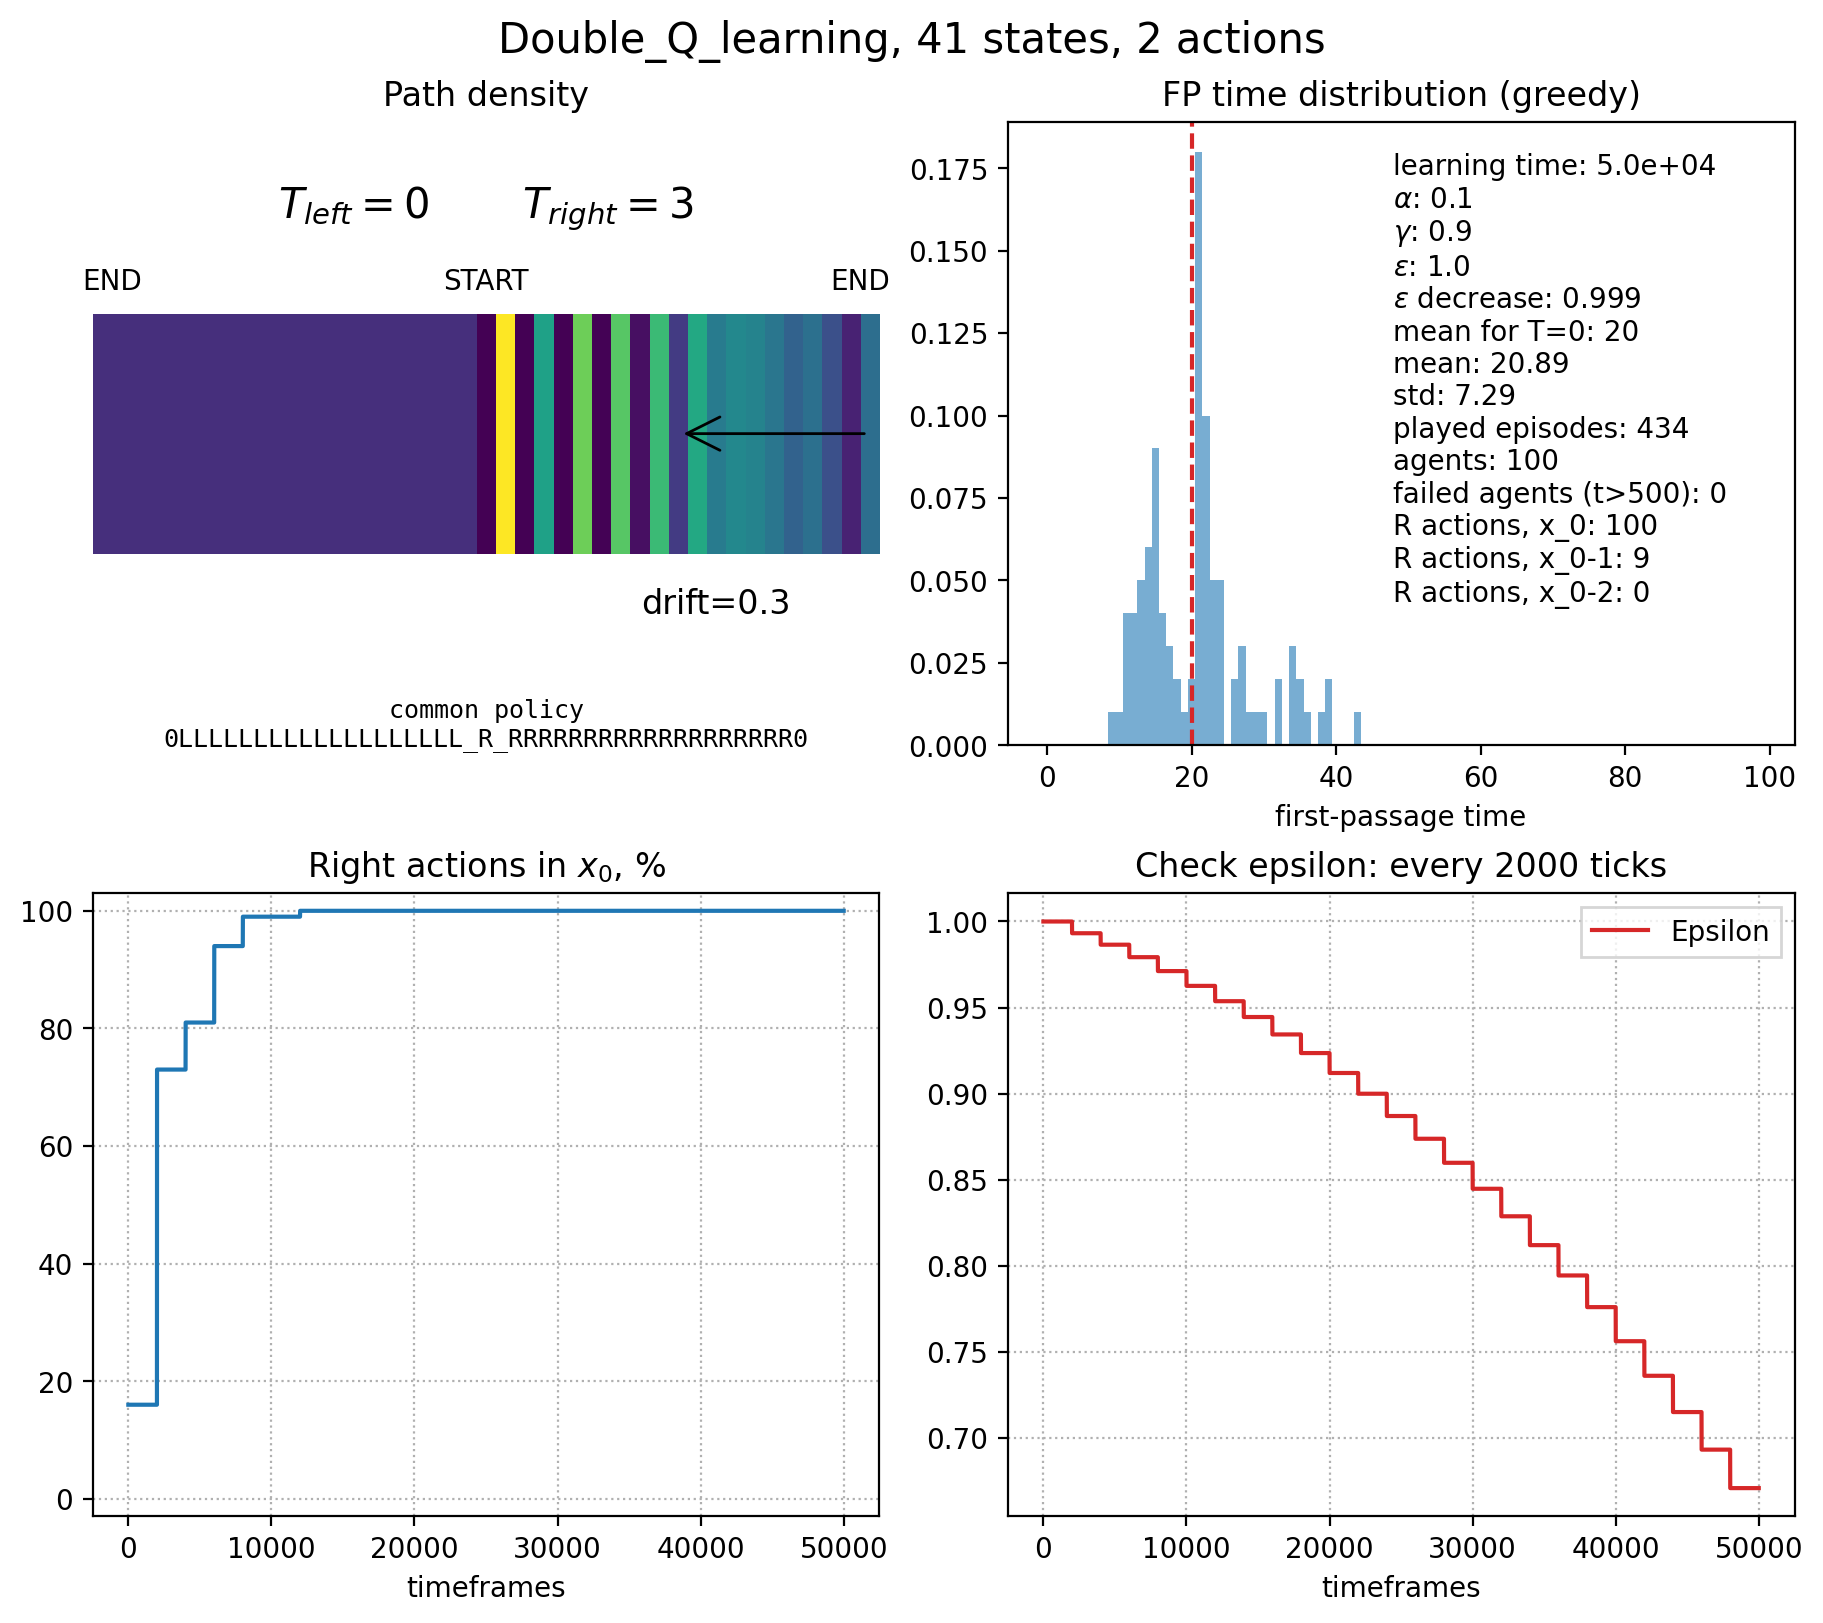 Double_Q_learning, 41 states, 2 actions
Path density
T_left = 0 T_right = 3
END START END
drift=0.3
common policy
0LLLLLLLLLLLLLLLLLLL_R_RRRRRRRRRRRRRRRRRRR0
FP time distribution (greedy)
0.175
0.150
0.125
0.100
0.075
0.050
0.025
0.000
learning time: 5.0e+04
α: 0.1
γ: 0.9
ε: 1.0
ε decrease: 0.999
mean for T=0: 20
mean: 20.89
std: 7.29
played episodes: 434
agents: 100
failed agents (t>500): 0
R actions, x_0: 100
R actions, x_0-1: 9
R actions, x_0-2: 0
0 20 40 60 80 100
first-passage time
Right actions in x₀, %
100
80
60
40
20
0
0 10000 20000 30000 40000 50000
timeframes
Check epsilon: every 2000 ticks
Epsilon
1.00
0.95
0.90
0.85
0.80
0.75
0.70
0 10000 20000 30000 40000 50000
timeframes